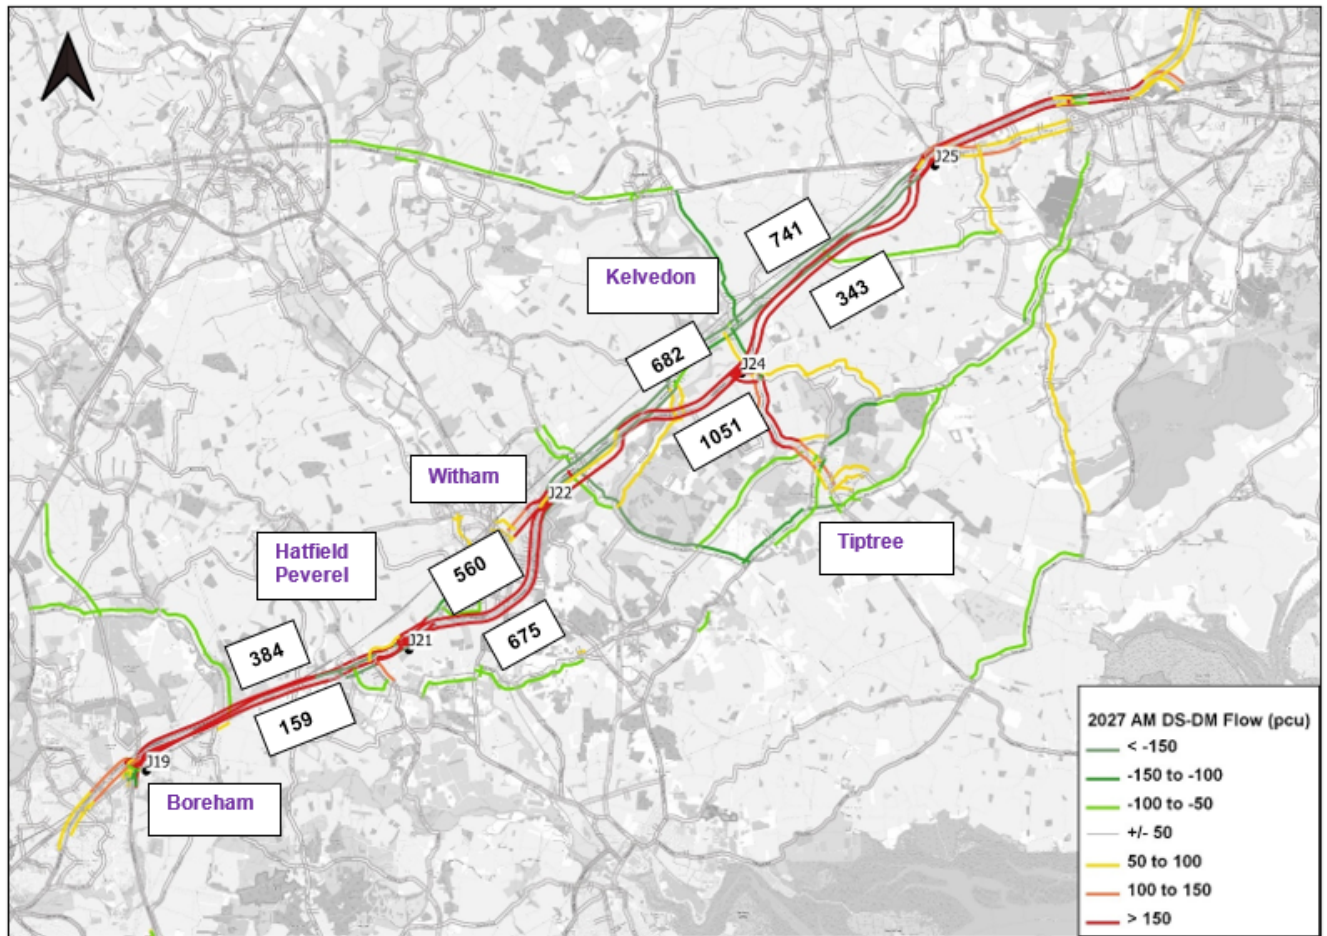 J25
741
Kelvedon
343
682
J24
1051
Witham
J22
Tiptree
Hatfield
Peverel
560
675
J21
384
159
J19
Boreham
2027 AM DS-DM Flow (pcu)
< -150
-150 to -100
-100 to -50
+/- 50
50 to 100
100 to 150
> 150